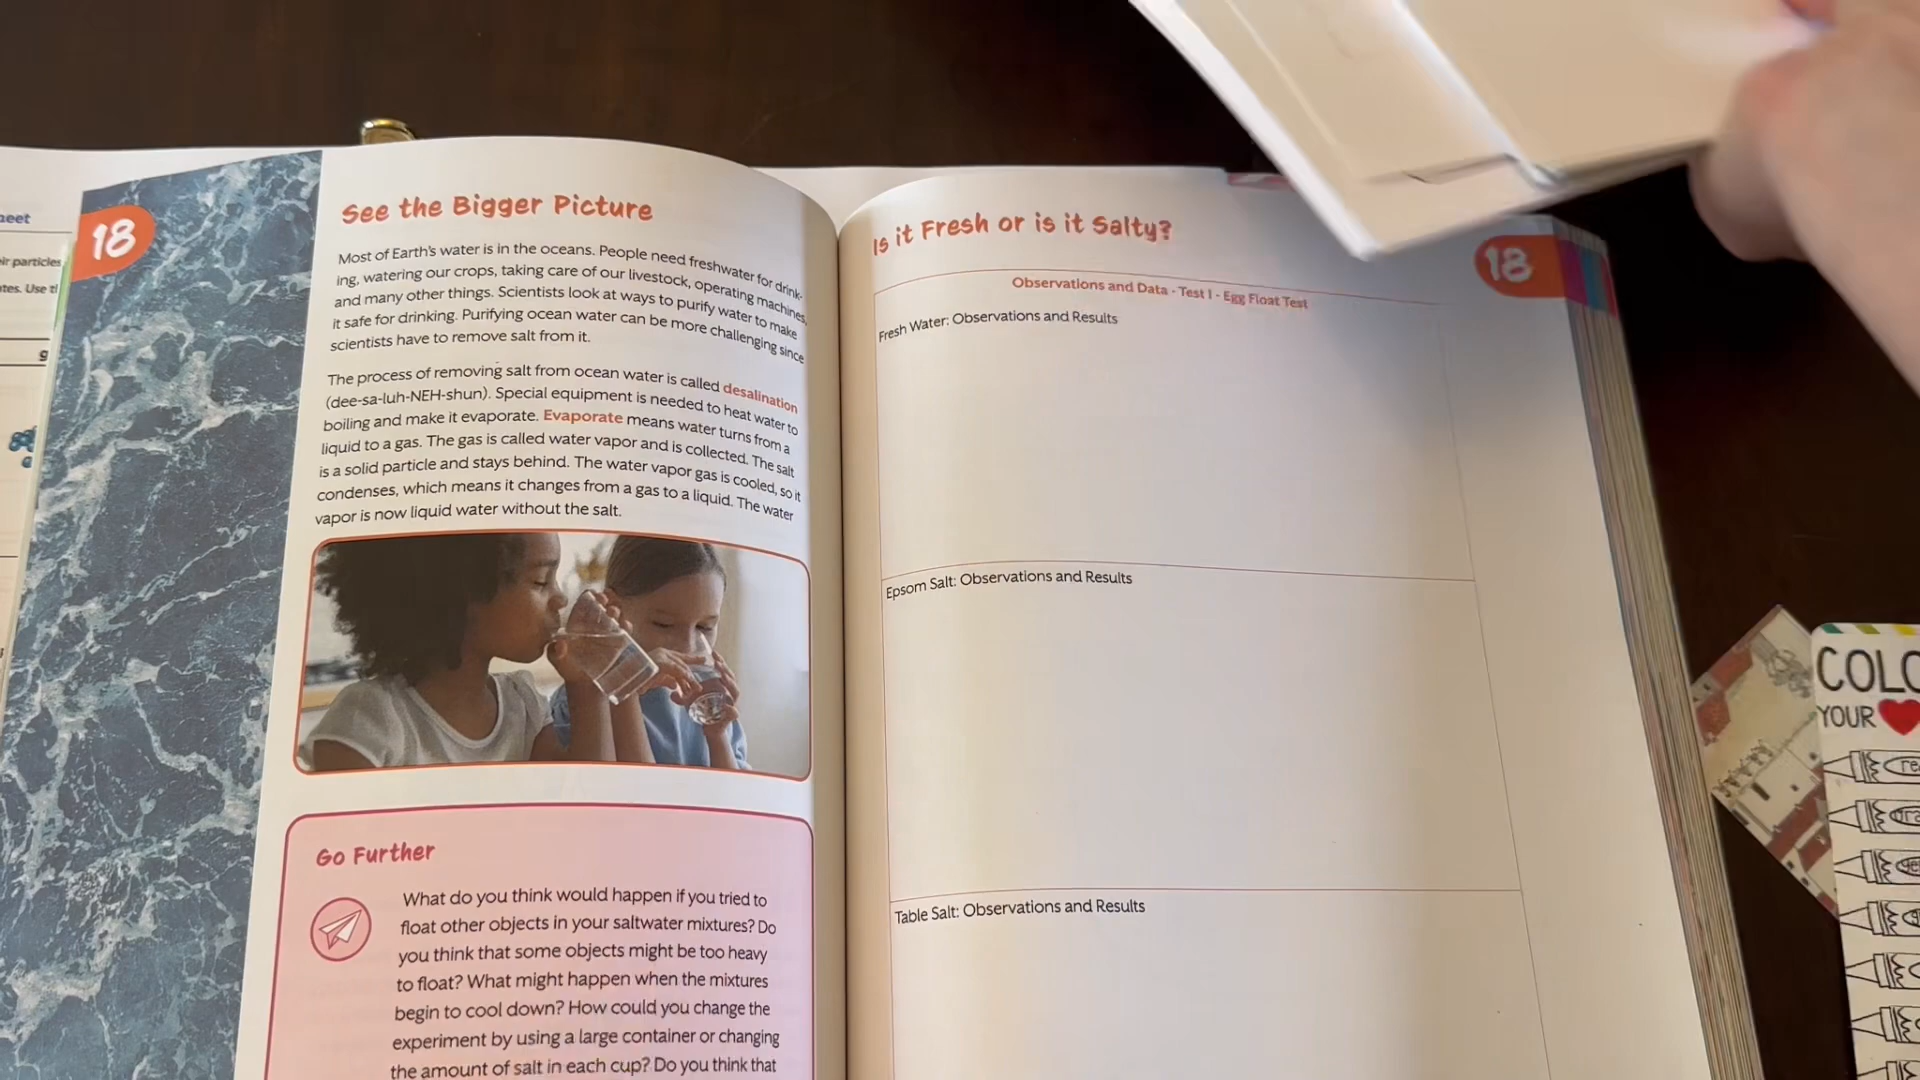 heet
eir particles
tes. Use tl
g
18
See the Bigger Picture
Most of Earth's water is in the oceans. People need freshwater for drink-
ing, watering our crops, taking care of our livestock, operating machines,
and many other things. Scientists look at ways to purify water to make
it safe for drinking. Purifying ocean water can be more challenging since
scientists have to remove salt from it.
The process of removing salt from ocean water is called desalination
(dee-sa-luh-NEH-shun). Special equipment is needed to heat water to
boiling and make it evaporate. Evaporate means water turns from a
liquid to a gas. The gas is called water vapor and is collected. The salt
is a solid particle and stays behind. The water vapor gas is cooled, so it
condenses, which means it changes from a gas to a liquid. The water
vapor is now liquid water without the salt.
Go Further
What do you think would happen if you tried to
float other objects in your saltwater mixtures? Do
you think that some objects might be too heavy
to float? What might happen when the mixtures
begin to cool down? How could you change the
experiment by using a large container or changing
the amount of salt in each cup? Do you think that
Is it Fresh or is it Salty?
18
Observations and Data - Test 1 - Egg Float Test
Fresh Water: Observations and Results
Epsom Salt: Observations and Results
Table Salt: Observations and Results
COLO
YOUR
re
ora
ye